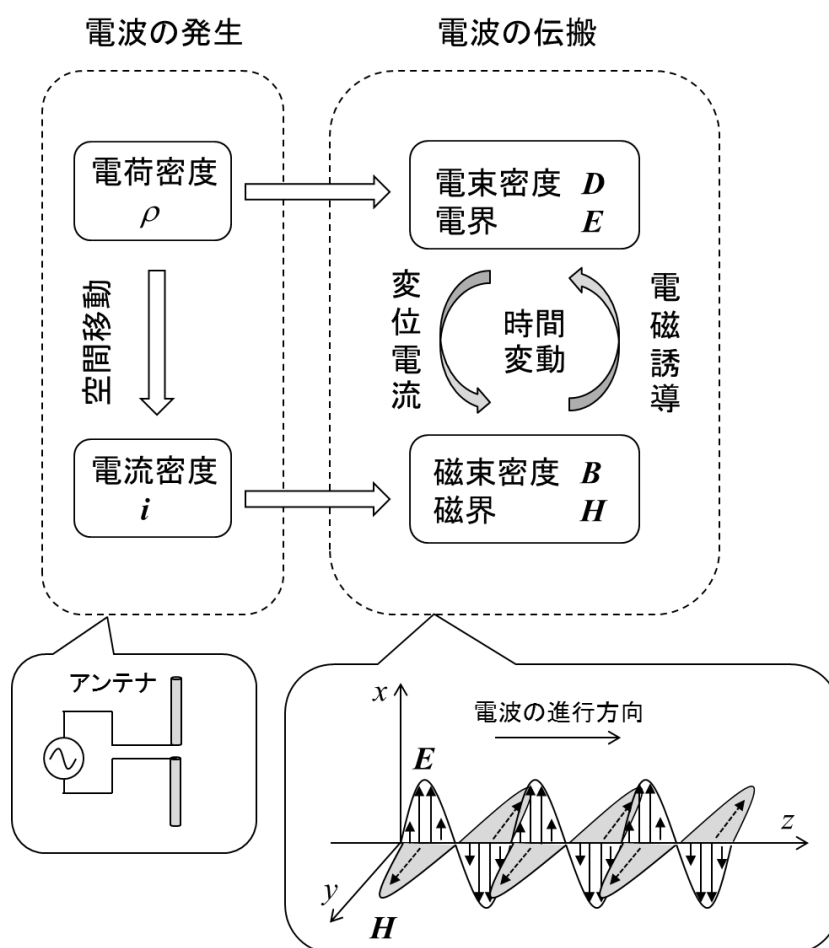 電波の発生
電波の伝搬
電荷密度
ρ
電束密度 D
電界 E
空間移動
変位電流
時間
変動
電磁誘導
電流密度
i
磁束密度 B
磁界 H
アンテナ
x
電波の進行方向
E
z
y
H